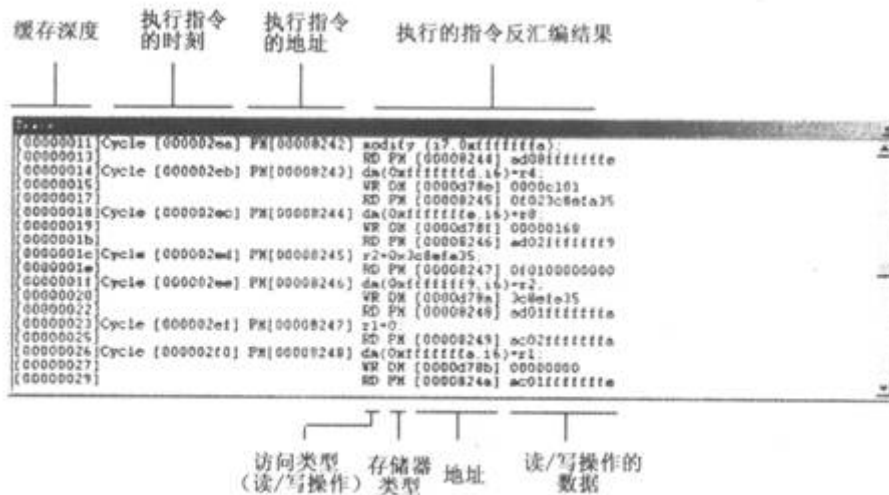 缓存深度 执行指令的时刻 执行指令的地址 执行的指令反汇编结果
Trace
[00000011]Cycle [000002ea] PM[00008242] modify (i7,0xfffffffa);
[00000013] RD PM [00008244] ad08fffffffe
[00000014]Cycle [000002eb] PM[00008243] dm(0xfffffffd,i6)=r4;
[00000015] WR DM [0000d78e] 0000c101
[00000017] RD PM [00008245] 0f023c8efa35
[00000018]Cycle [000002ec] PM[00008244] dm(0xfffffffe,i6)=r8
[00000019] WR DM [0000d78f] 00000160
[0000001b] RD PM [00008246] ad02fffffff9
[0000001c]Cycle [000002ed] PM[00008245] r2=0x3c8efa35;
[0000001e] RD PM [00008247] 0f0100000000
[0000001f]Cycle [000002ee] PM[00008246] dm(0xfffffff9,i6)=r2;
[00000020] WR DM [0000d78a] 3c8efa35
[00000022] RD PM [00008248] ad01fffffffa
[00000023]Cycle [000002ef] PM[00008247] r1=0;
[00000025] RD PM [00008249] ac02fffffffa
[00000026]Cycle [000002f0] PM[00008248] dm(0xfffffffa,i6)=r1;
[00000027] WR DM [0000d78b] 00000000
[00000029] RD PM [0000824a] ac01fffffffe
访问类型（读/写操作） 存储器类型 地址 读/写操作的数据